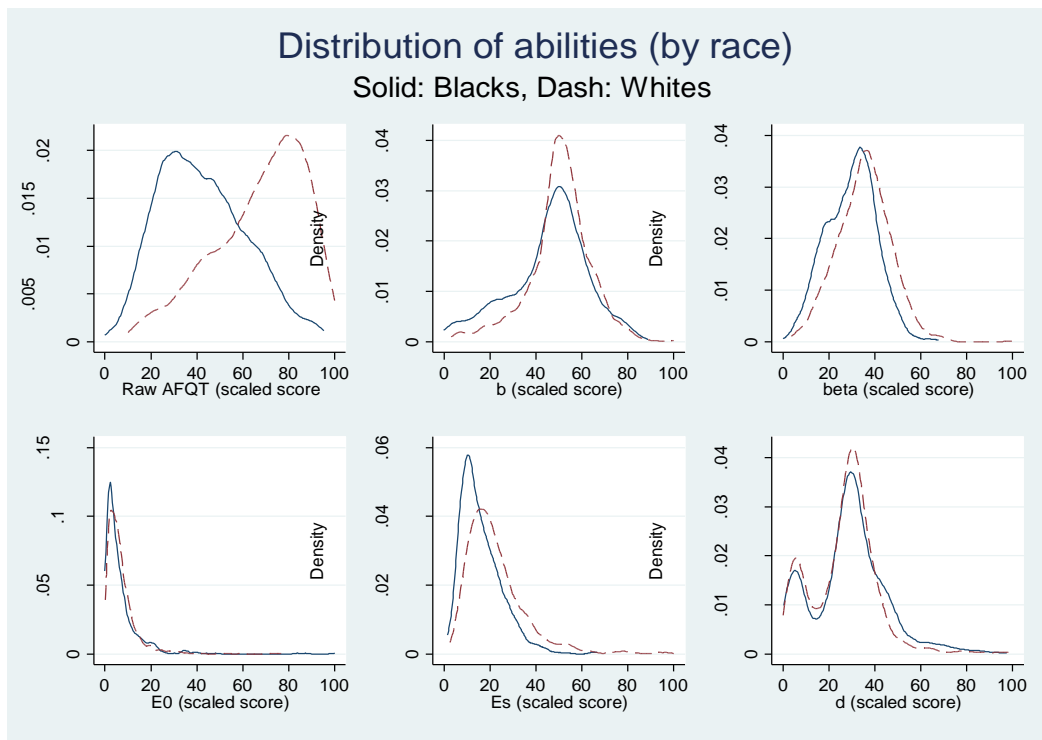 Distribution of abilities (by race)
Solid: Blacks, Dash: Whites
0 .005 .01 .015 .02
0 20 40 60 80 100
Raw AFQT (scaled score
Density
0 .01 .02 .03 .04
0 20 40 60 80 100
b (scaled score)
Density
0 .01 .02 .03 .04
0 20 40 60 80 100
beta (scaled score)
0 .05 .1 .15
0 20 40 60 80 100
E0 (scaled score)
Density
0 .02 .04 .06
0 20 40 60 80 100
Es (scaled score)
Density
0 .01 .02 .03 .04
0 20 40 60 80 100
d (scaled score)